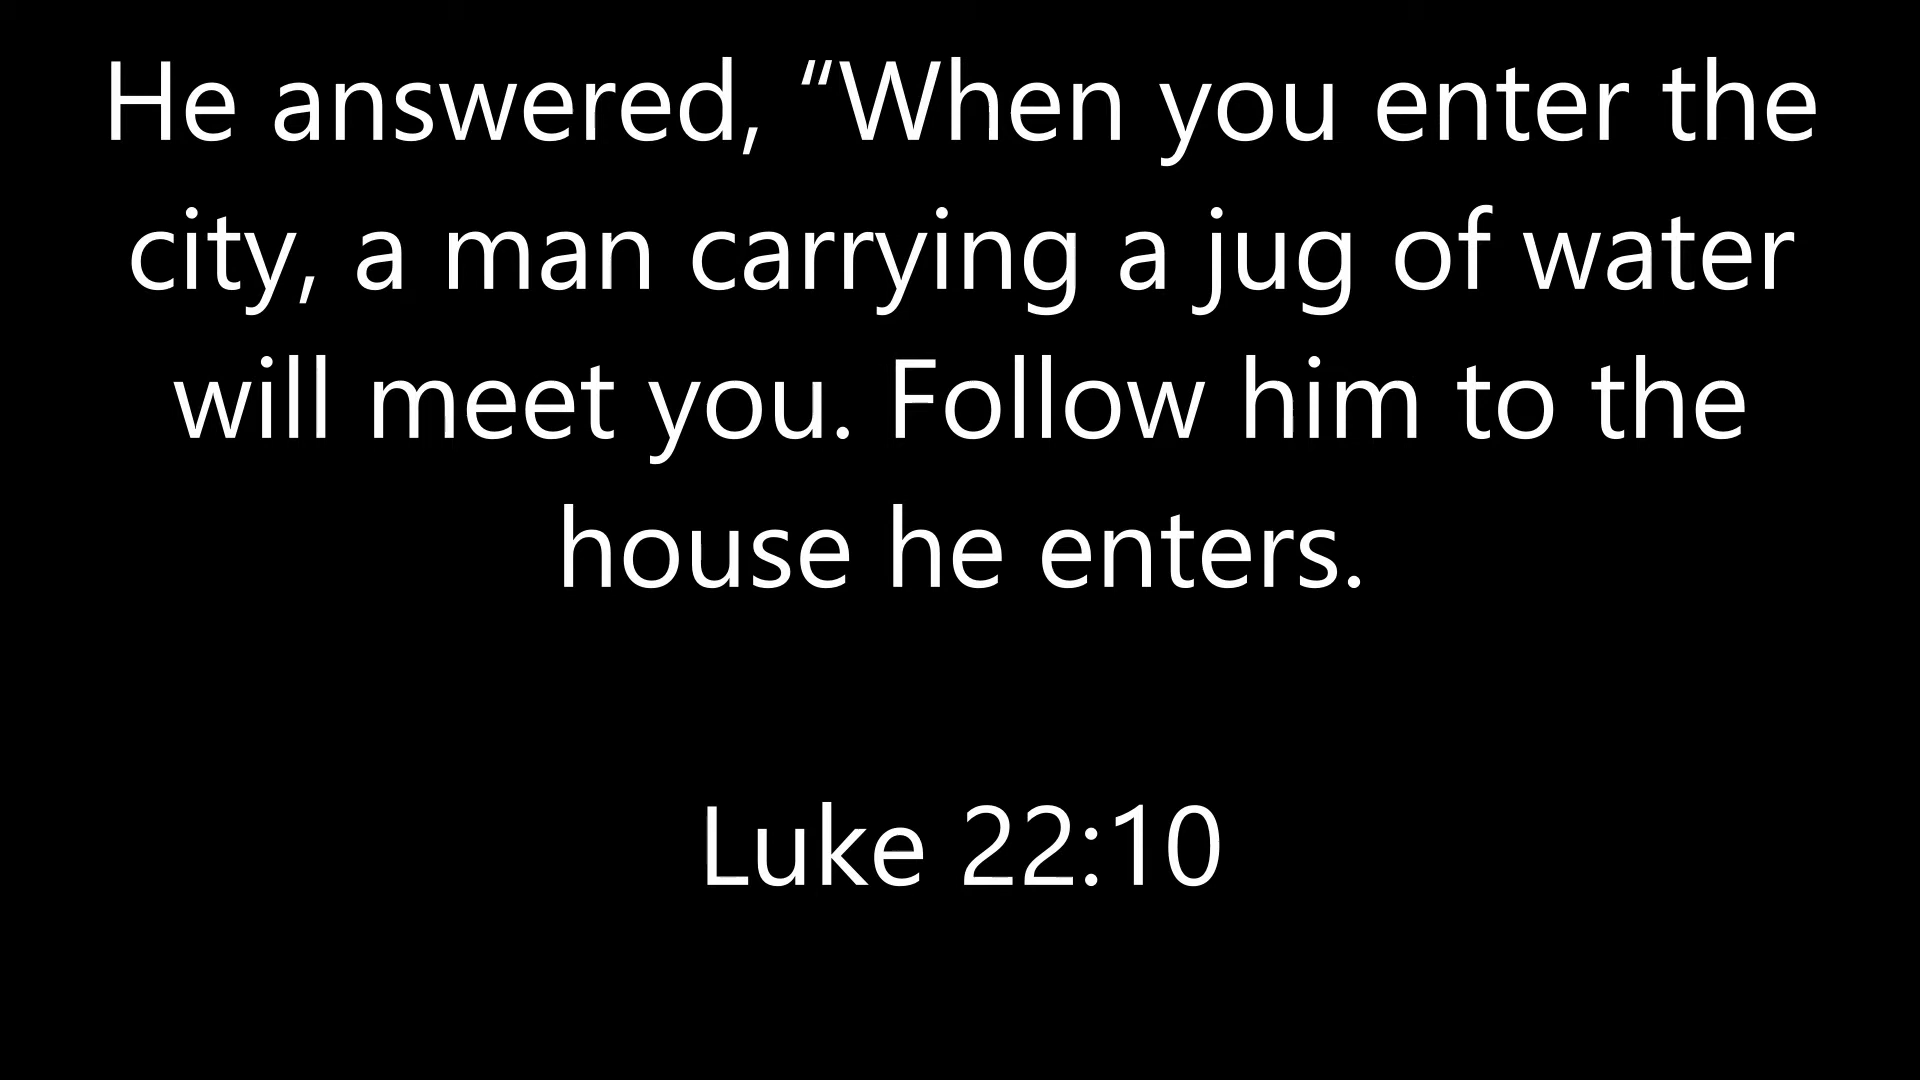 He answered, “When you enter the
city, a man carrying a jug of water
will meet you. Follow him to the
house he enters.
Luke 22:10